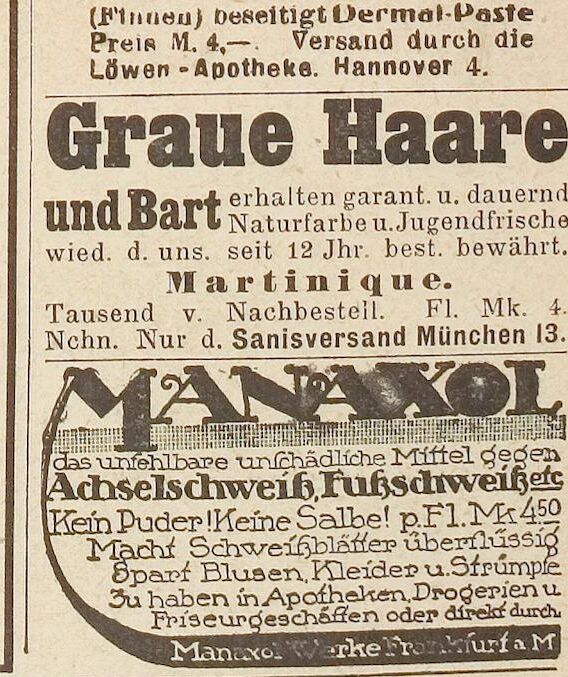 (Finnen) beseitigt Dermal-Paste
Preis M. 4,—. Versand durch die
Löwen-Apotheke. Hannover 4.
Graue Haare
und Bart erhalten garant. u. dauernd
Naturfarbe u. Jugendfrische
wied. d. uns. seit 12 Jhr. best. bewährt.
Martinique.
Tausend v. Nachbestell. Fl. Mk. 4.
Nchn. Nur d. Sanisversand München 13.
MANAXOL
das unfehlbare unschädliche Mittel gegen
Achselschweiß, Fußschweiß etc
Kein Puder! Keine Salbe! p. Fl. Mk 4 50
Macht Schweißblätter überflüssig
Spart Blusen, Kleider u. Strümpfe
Zu haben in Apotheken, Drogerien u.
Friseurgeschäften oder direkt durch
Manaxol Werke Frankfurt a M